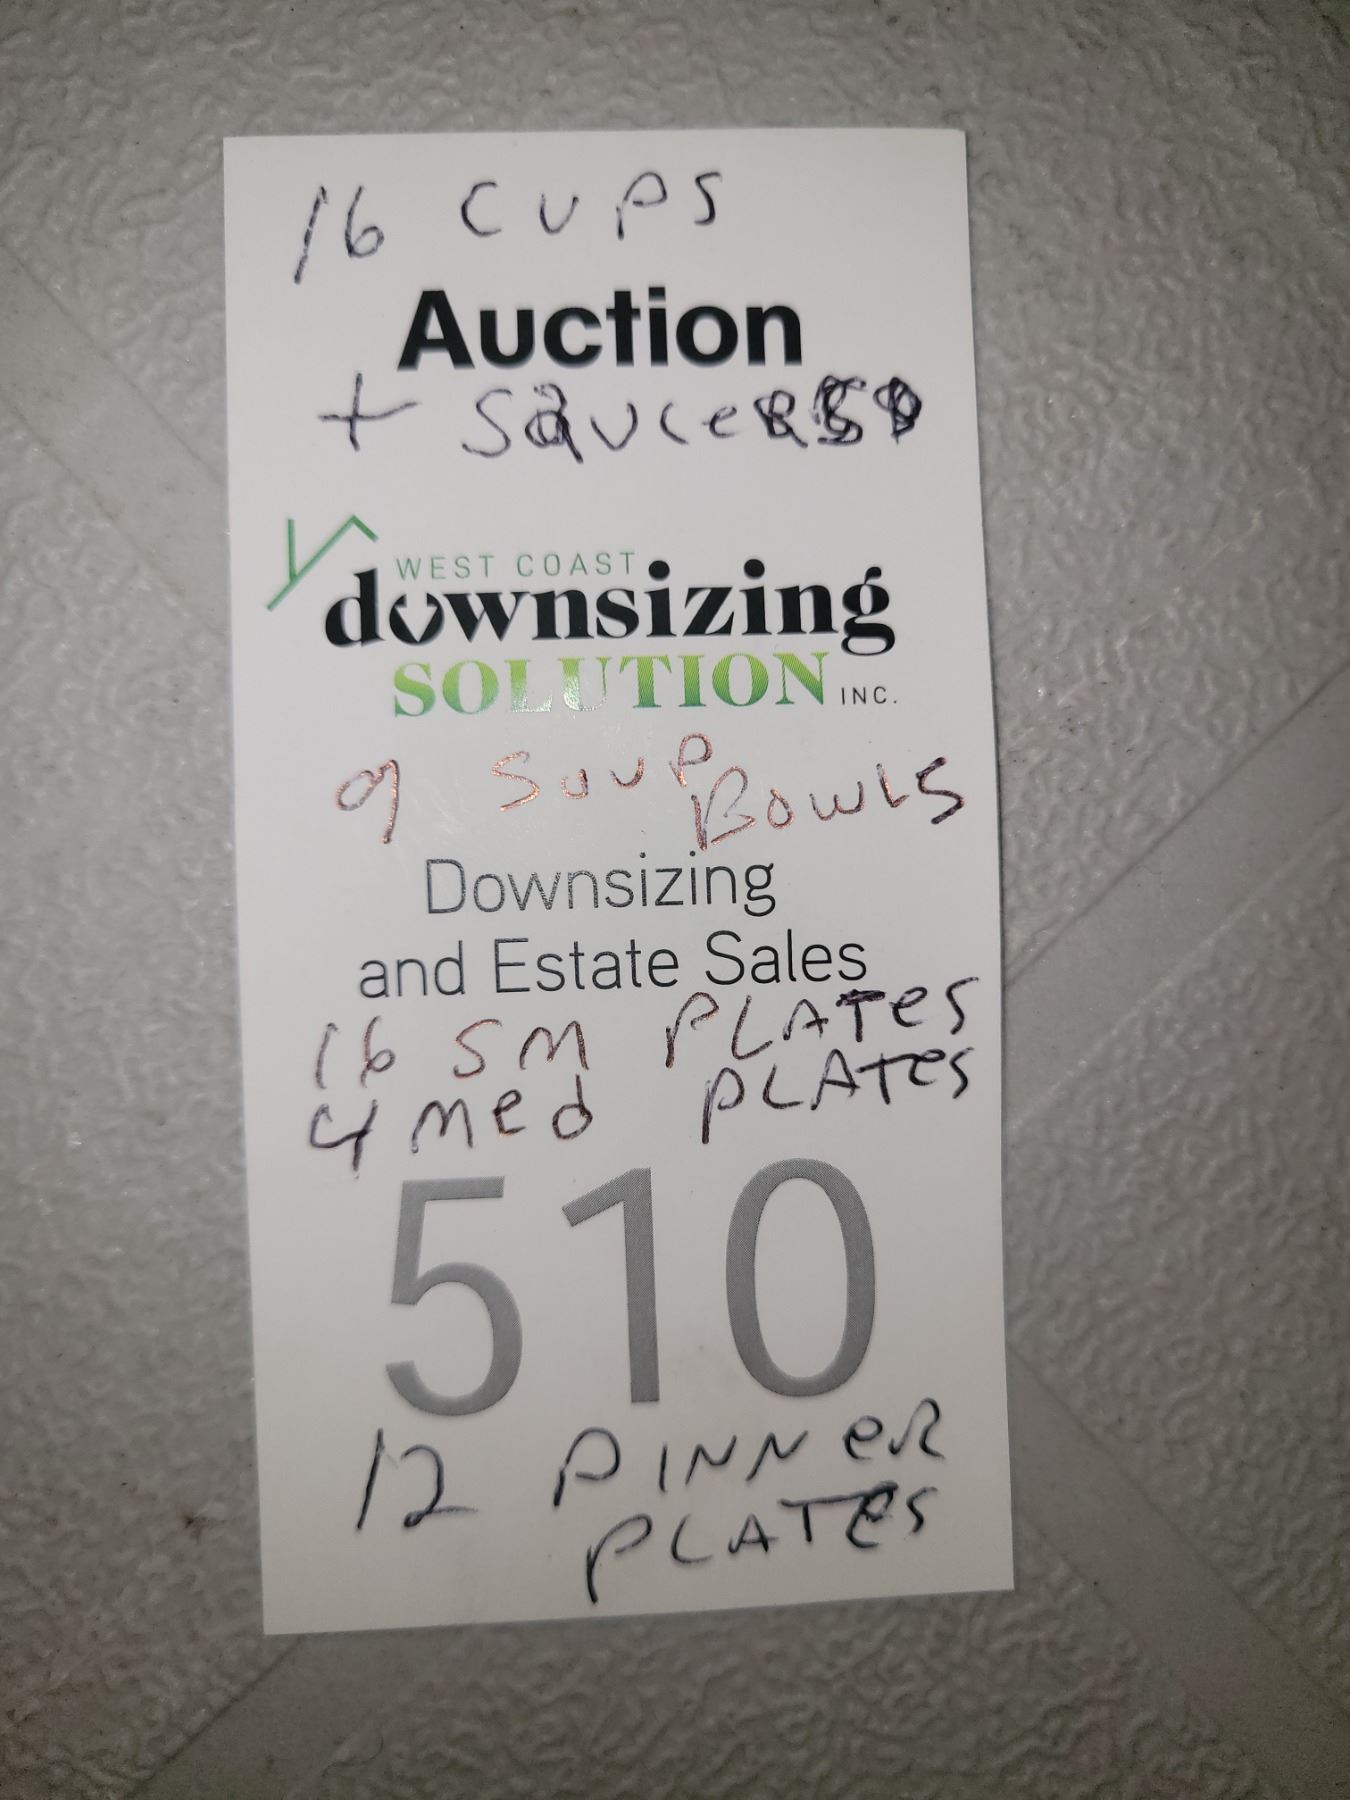 16 CUPS
Auction
+ SauceRS
WEST COAST
downsizing
SOLUTION INC.
9 SOUP
BOWLS
Downsizing
and Estate Sales
16 SM PLATeS
4 Med PLATeS
510
12 DINNeR
PLATeS